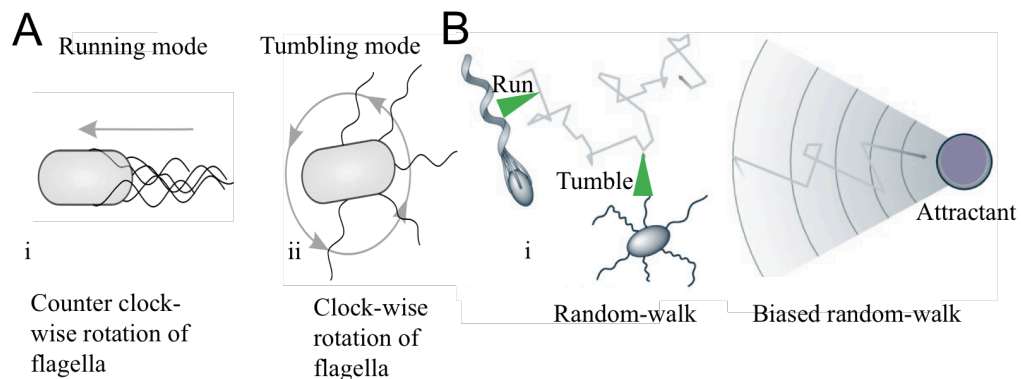 A
Running mode
Tumbling mode
B
Run
Tumble
Attractant
i
ii
i
Counter clock-
wise rotation of
flagella
Clock-wise
rotation of
flagella
Random-walk
Biased random-walk